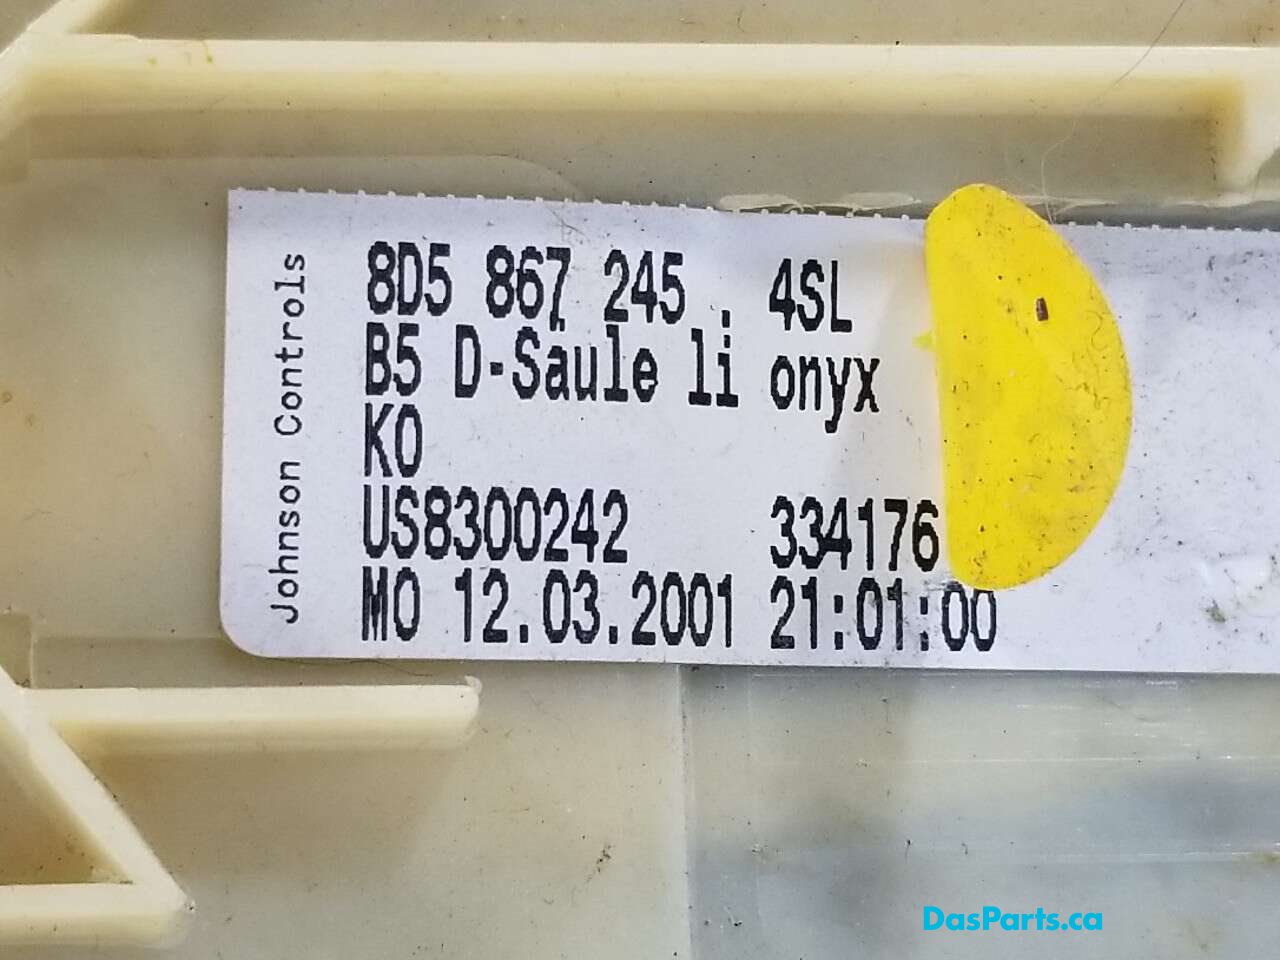 Johnson Controls
8D5 867 245 . 4SL
B5 D-Säule li onyx
KO
US8300242 334176
MO 12.03.2001 21:01:00
DasParts.ca